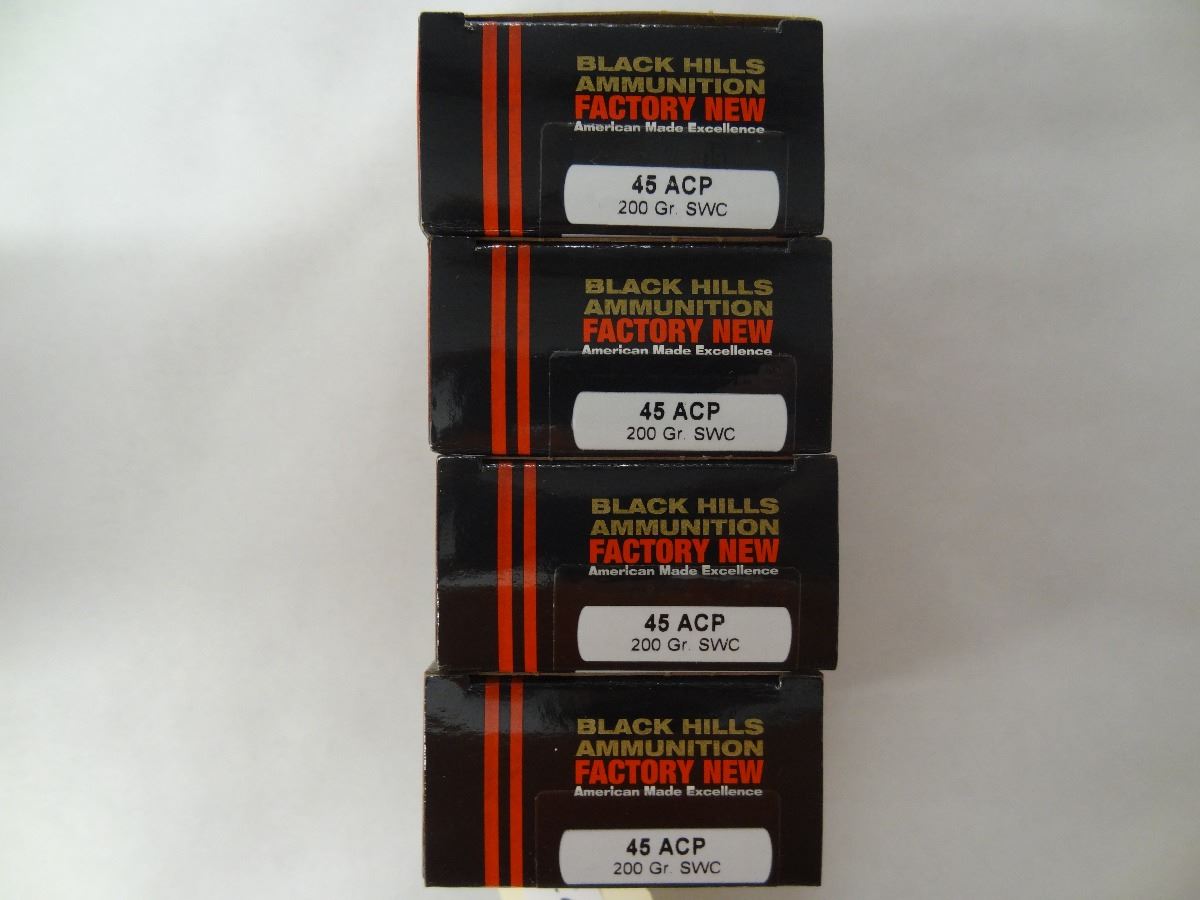 BLACK HILLS
AMMUNITION
FACTORY NEW
American Made Excellence
45 ACP
200 Gr. SWC
BLACK HILLS
AMMUNITION
FACTORY NEW
American Made Excellence
45 ACP
200 Gr. SWC
BLACK HILLS
AMMUNITION
FACTORY NEW
American Made Excellence
45 ACP
200 Gr. SWC
BLACK HILLS
AMMUNITION
FACTORY NEW
American Made Excellence
45 ACP
200 Gr. SWC